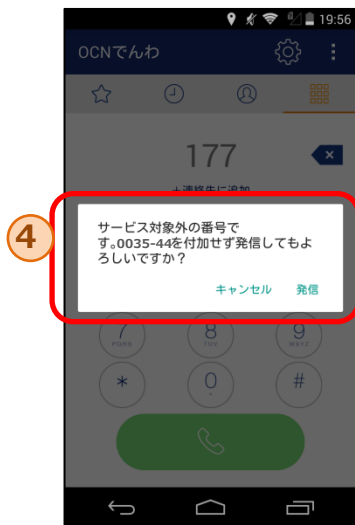 19:56
OCNでんわ
177
+連絡先に追加
4
サービス対象外の番号で
す。0035-44を付加せず発信してもよ
ろしいですか？
キャンセル 発信
7 8 9
PQRS TUV WXYZ
* 0 #